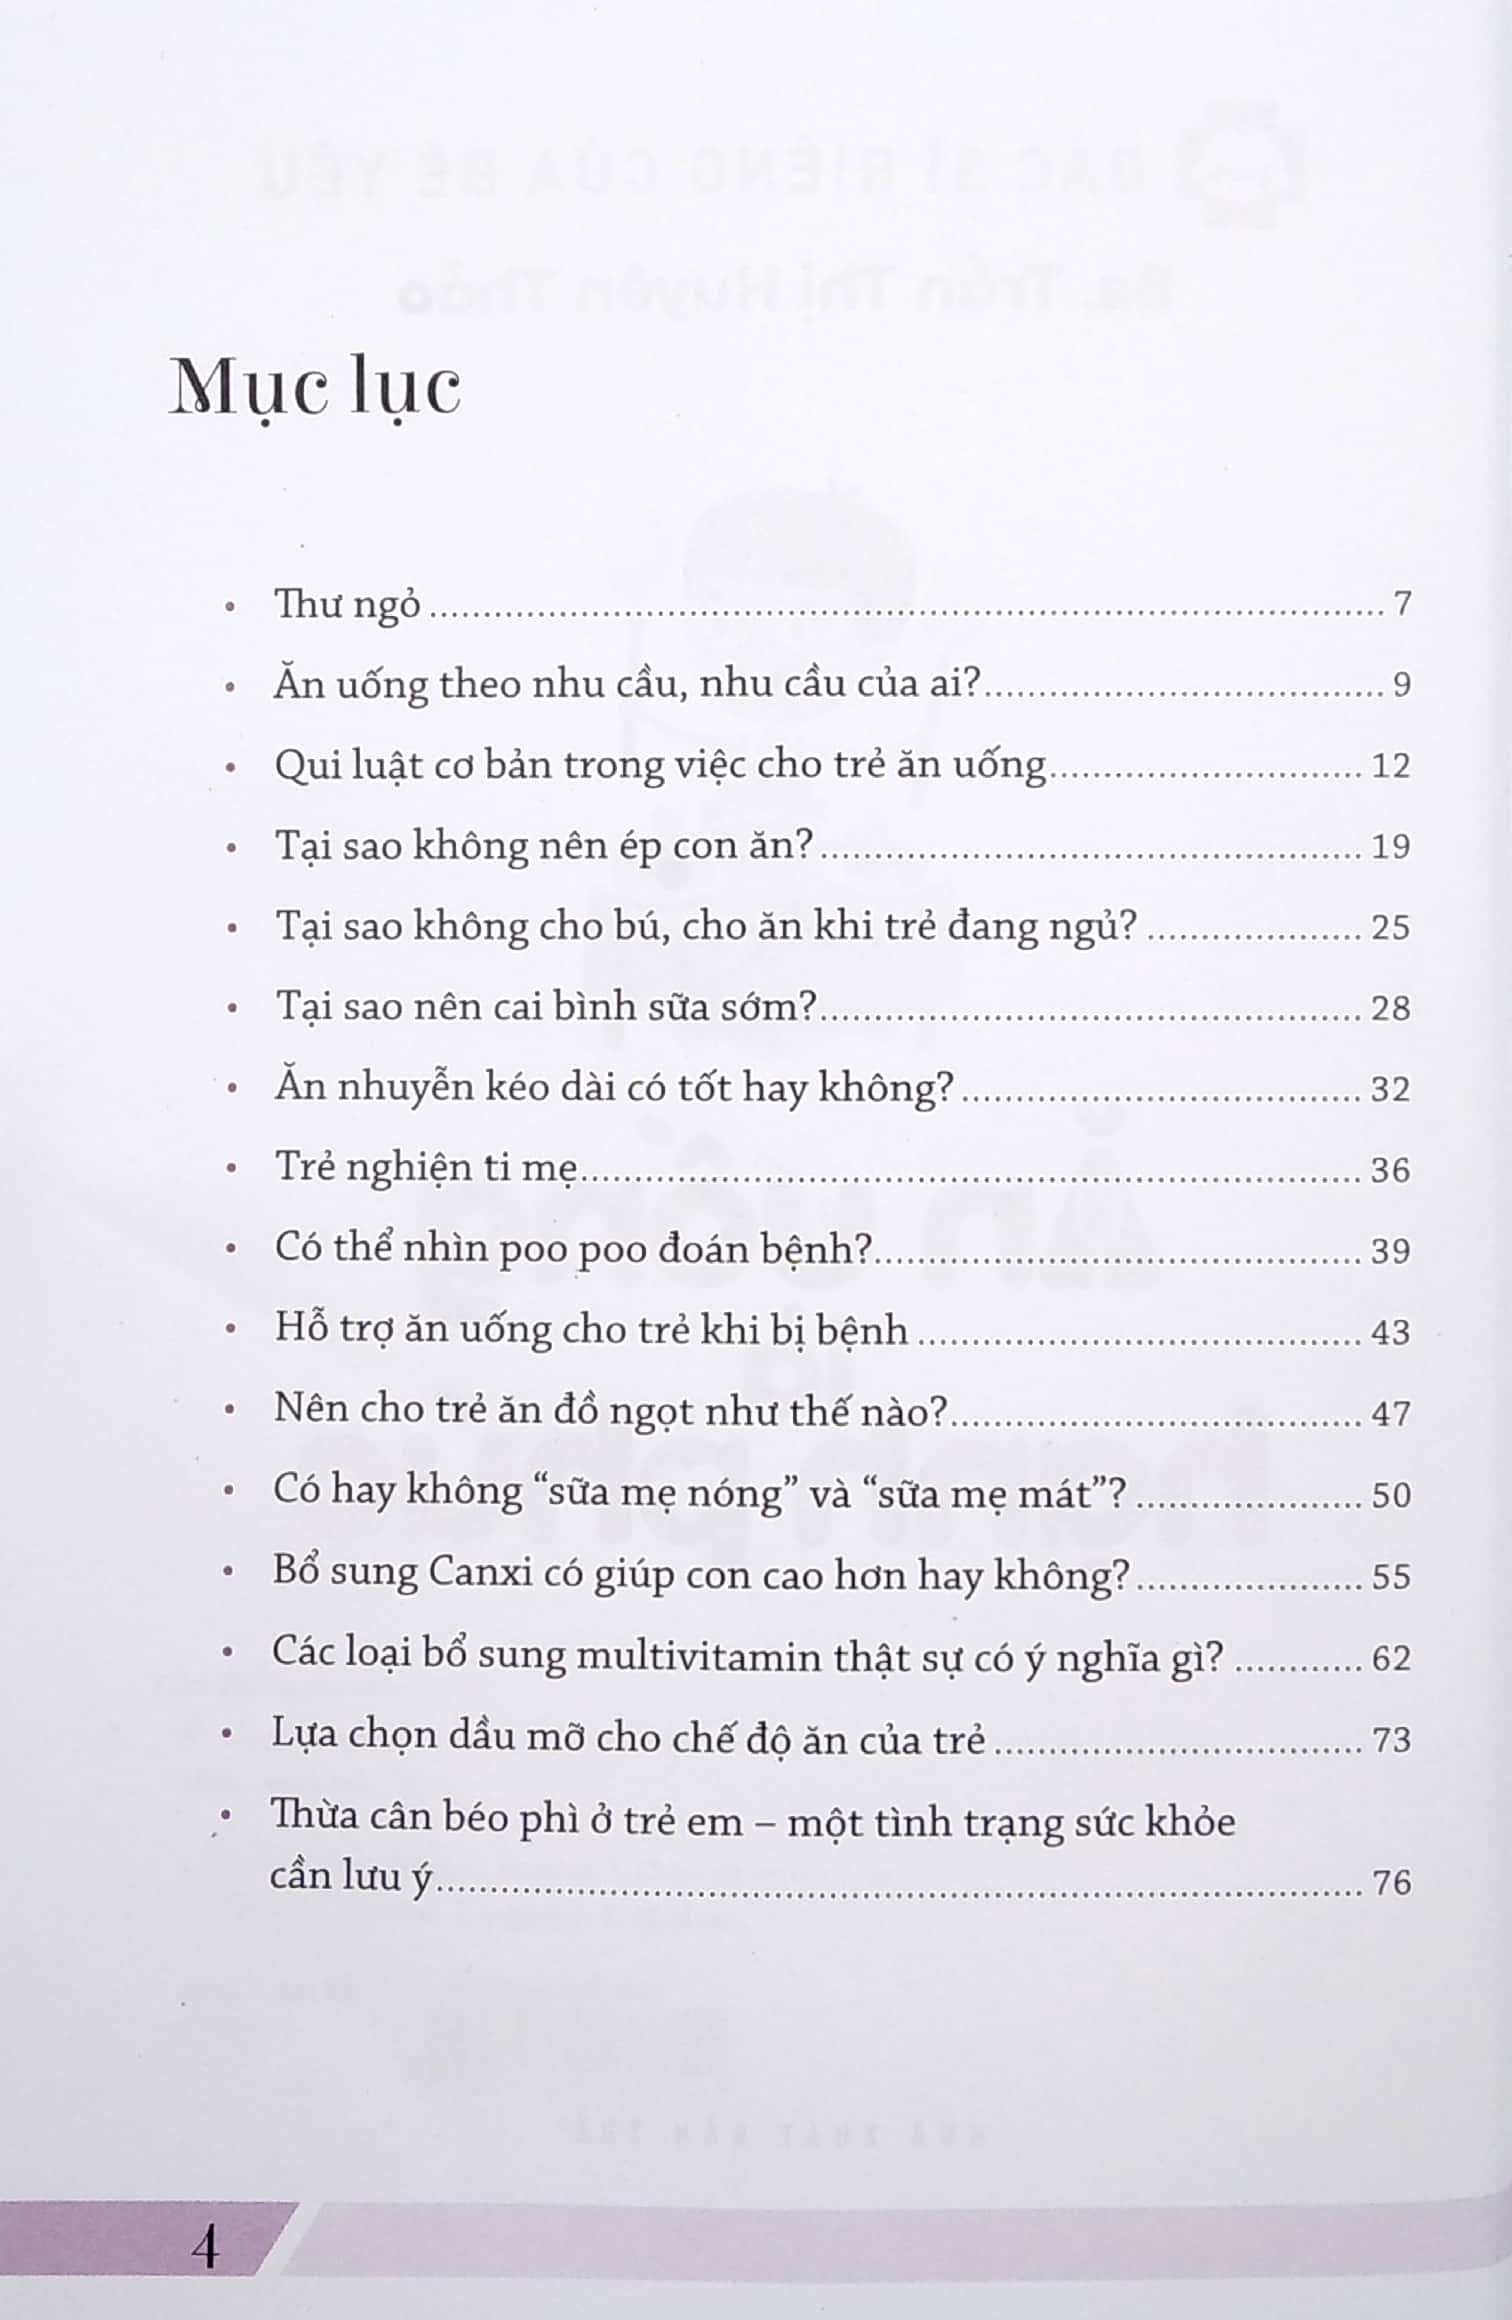 Mục lục
• Thư ngỏ 7
• Ăn uống theo nhu cầu, nhu cầu của ai? 9
• Qui luật cơ bản trong việc cho trẻ ăn uống 12
• Tại sao không nên ép con ăn? 19
• Tại sao không cho bú, cho ăn khi trẻ đang ngủ? 25
• Tại sao nên cai bình sữa sớm? 28
• Ăn nhuyễn kéo dài có tốt hay không? 32
• Trẻ nghiện ti mẹ 36
• Có thể nhìn poo poo đoán bệnh? 39
• Hỗ trợ ăn uống cho trẻ khi bị bệnh 43
• Nên cho trẻ ăn đồ ngọt như thế nào? 47
• Có hay không “sữa mẹ nóng” và “sữa mẹ mát”? 50
• Bổ sung Canxi có giúp con cao hơn hay không? 55
• Các loại bổ sung multivitamin thật sự có ý nghĩa gì? 62
• Lựa chọn dầu mỡ cho chế độ ăn của trẻ 73
• Thừa cân béo phì ở trẻ em – một tình trạng sức khỏe
cần lưu ý 76
4